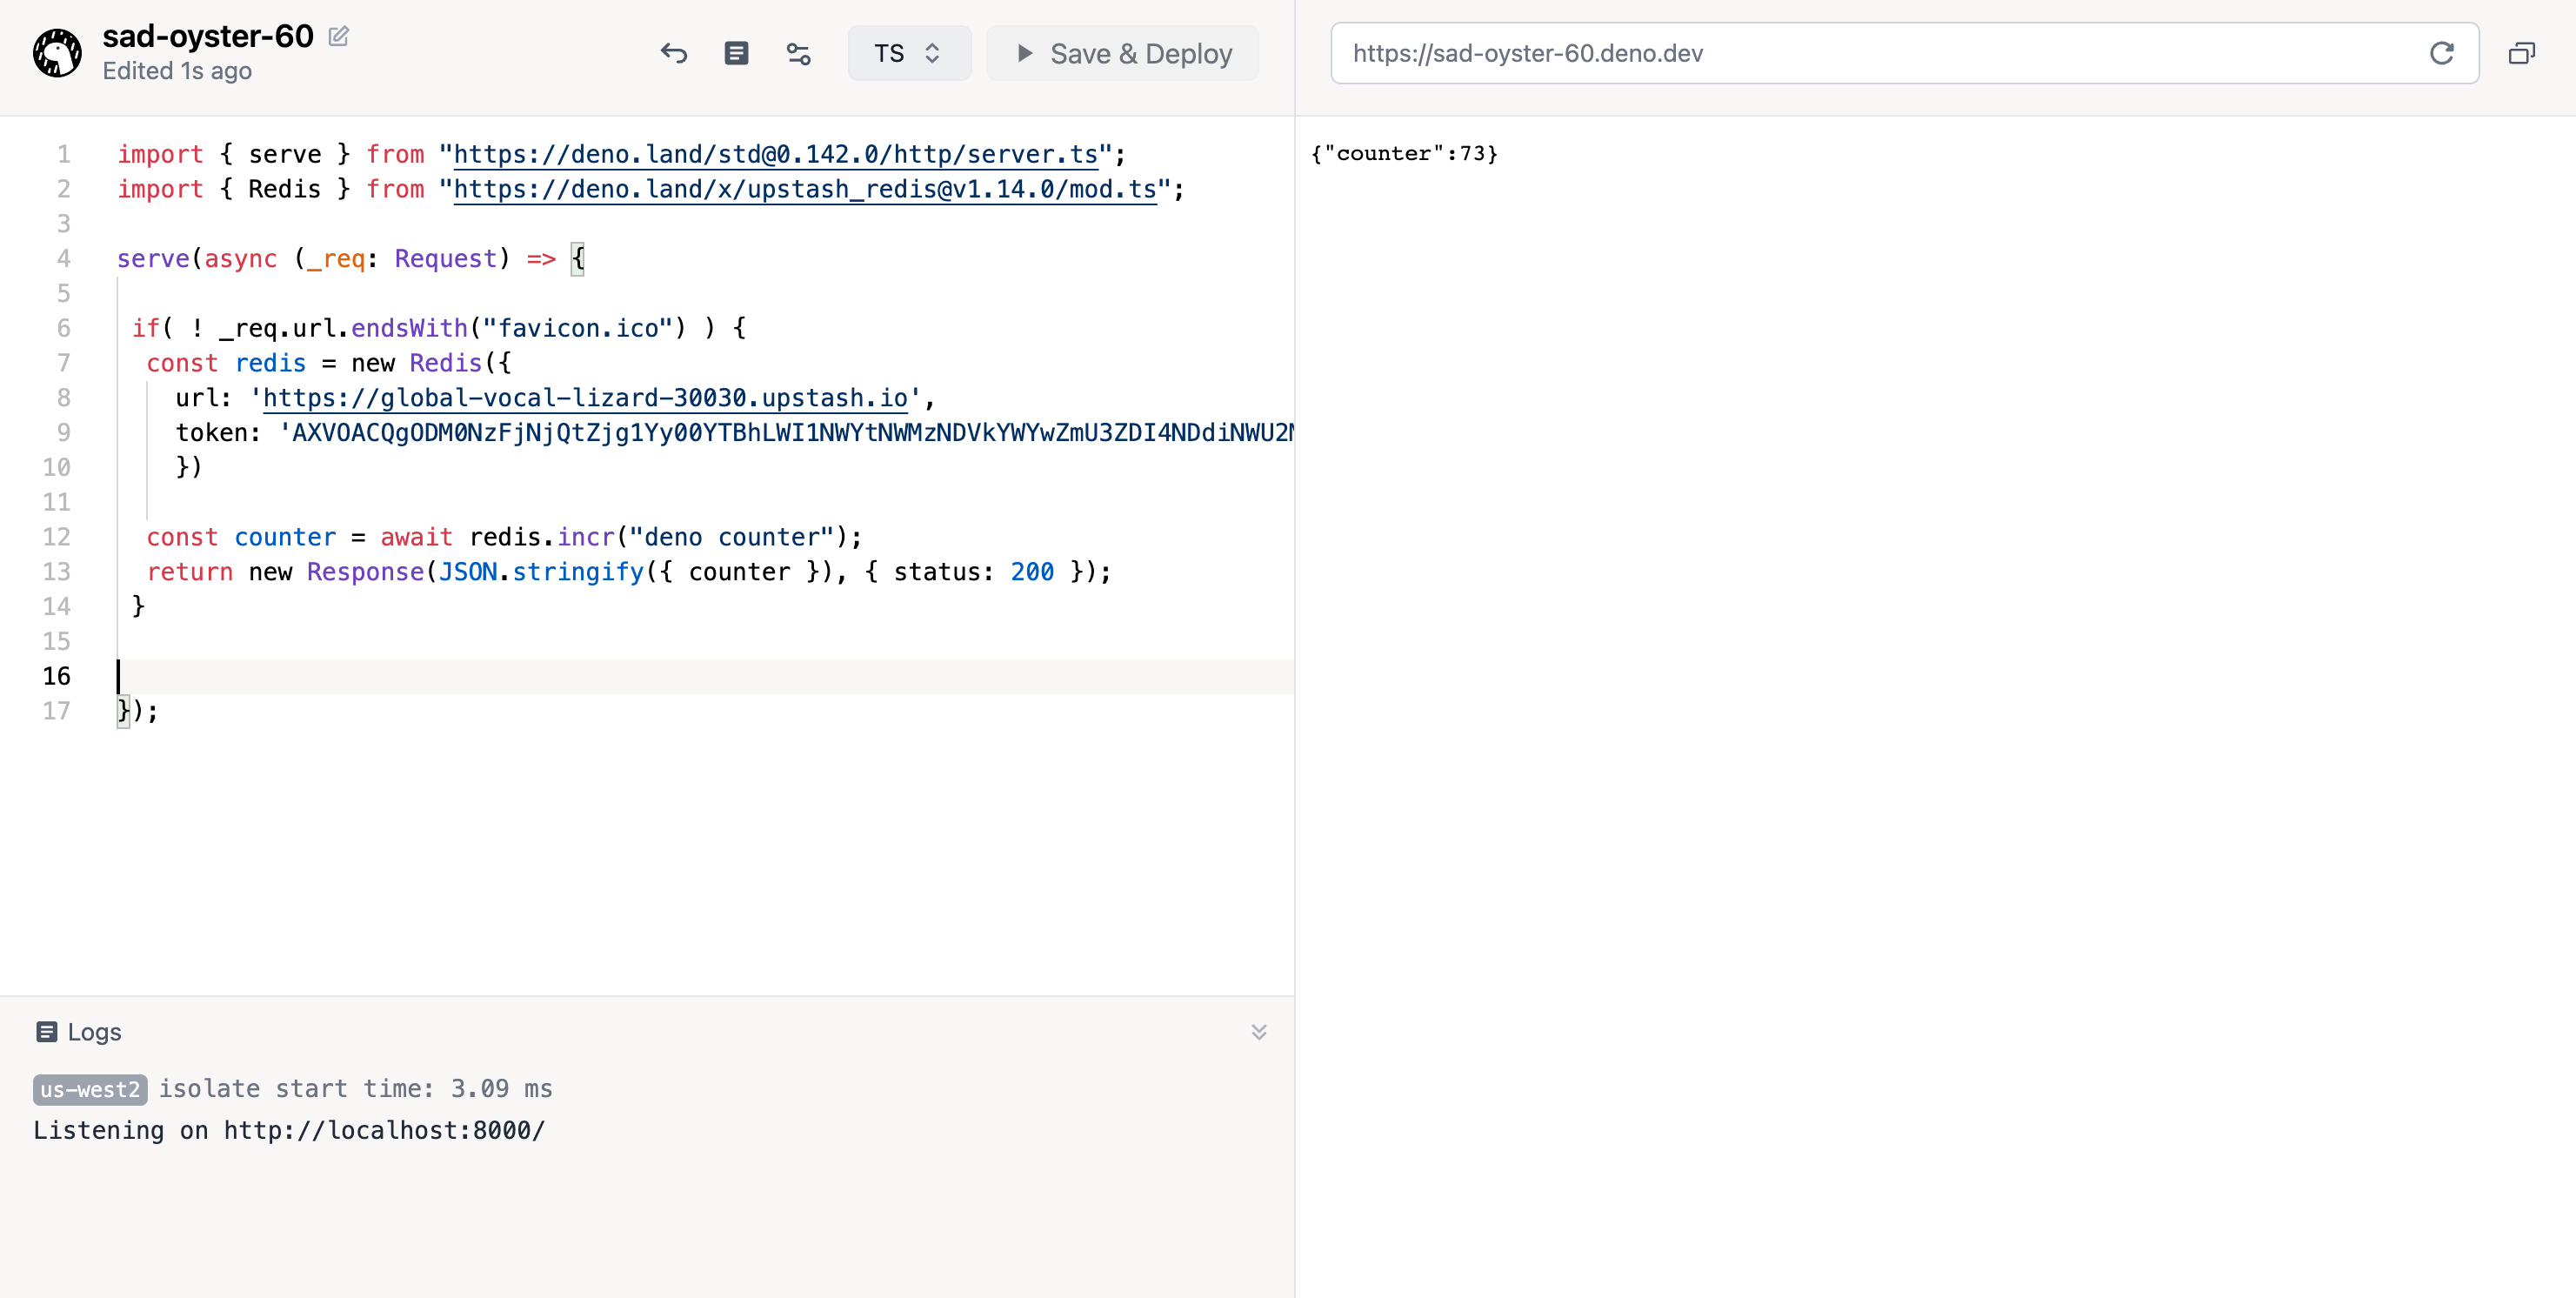 sad-oyster-60
Edited 1s ago
TS
Save & Deploy
https://sad-oyster-60.deno.dev
1 import { serve } from "https://deno.land/std@0.142.0/http/server.ts";
2 import { Redis } from "https://deno.land/x/upstash_redis@v1.14.0/mod.ts";
3
4 serve(async (_req: Request) => {
5
6 if( ! _req.url.endsWith("favicon.ico") ) {
7 const redis = new Redis({
8 url: 'https://global-vocal-lizard-30030.upstash.io',
9 token: 'AXVOACQgODM0NzFjNjQtZjg1Yy00YTBhLWI1NWYtNWMzNDVkYWYwZmU3ZDI4NDdiNWU2N
10 })
11
12 const counter = await redis.incr("deno counter");
13 return new Response(JSON.stringify({ counter }), { status: 200 });
14 }
15
16
17 });
{"counter":73}
Logs
us-west2 isolate start time: 3.09 ms
Listening on http://localhost:8000/